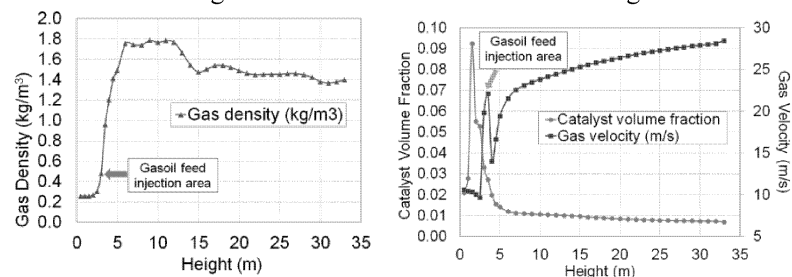 2.0
1.8
1.6
1.4
1.2
1.0
0.8
0.6
0.4
0.2
0.0
Gas Density (kg/m³)
Gas density (kg/m3)
Gasoil feed
injection area
0 5 10 15 20 25 30 35
Height (m)
0.10
0.09
0.08
0.07
0.06
0.05
0.04
0.03
0.02
0.01
0.00
Catalyst Volume Fraction
Gasoil feed
injection area
Catalyst volume fraction
Gas velocity (m/s)
30
25
20
15
10
5
Gas Velocity (m/s)
0 5 10 15 20 25 30 35
Height (m)